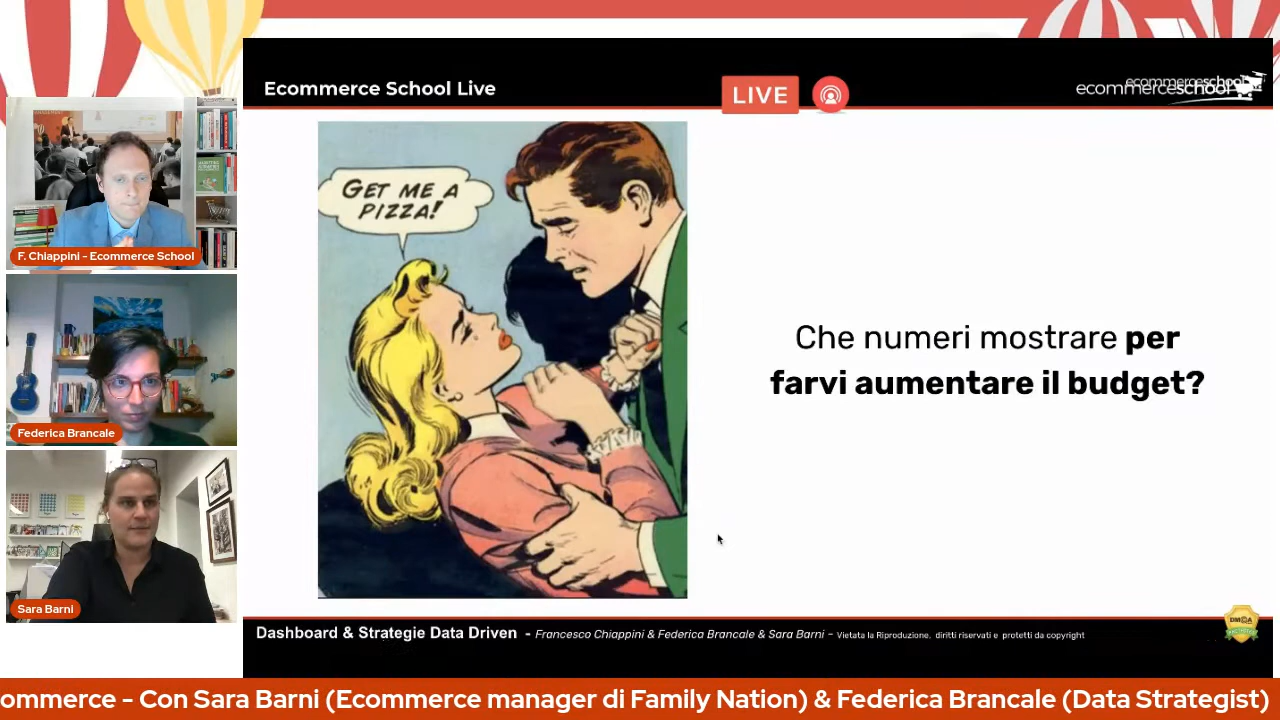 Ecommerce School Live
LIVE
ecommerceschool
ecommerceschool
GET ME A
PIZZA!
Che numeri mostrare per
farvi aumentare il budget?
F. Chiappini - Ecommerce School
Federica Brancale
Sara Barni
Dashboard & Strategie Data Driven - Francesco Chiappini & Federica Brancale & Sara Barni - Vietata la Riproduzione, diritti riservati e protetti da copyright
ommerce - Con Sara Barni (Ecommerce manager di Family Nation) & Federica Brancale (Data Strategist)